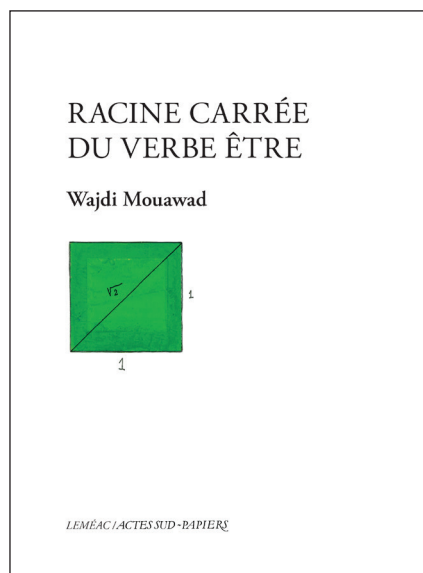 RACINE CARRÉE
DU VERBE ÊTRE
Wajdi Mouawad
√2
1
1
LEMÉAC / ACTES SUD-PAPIERS